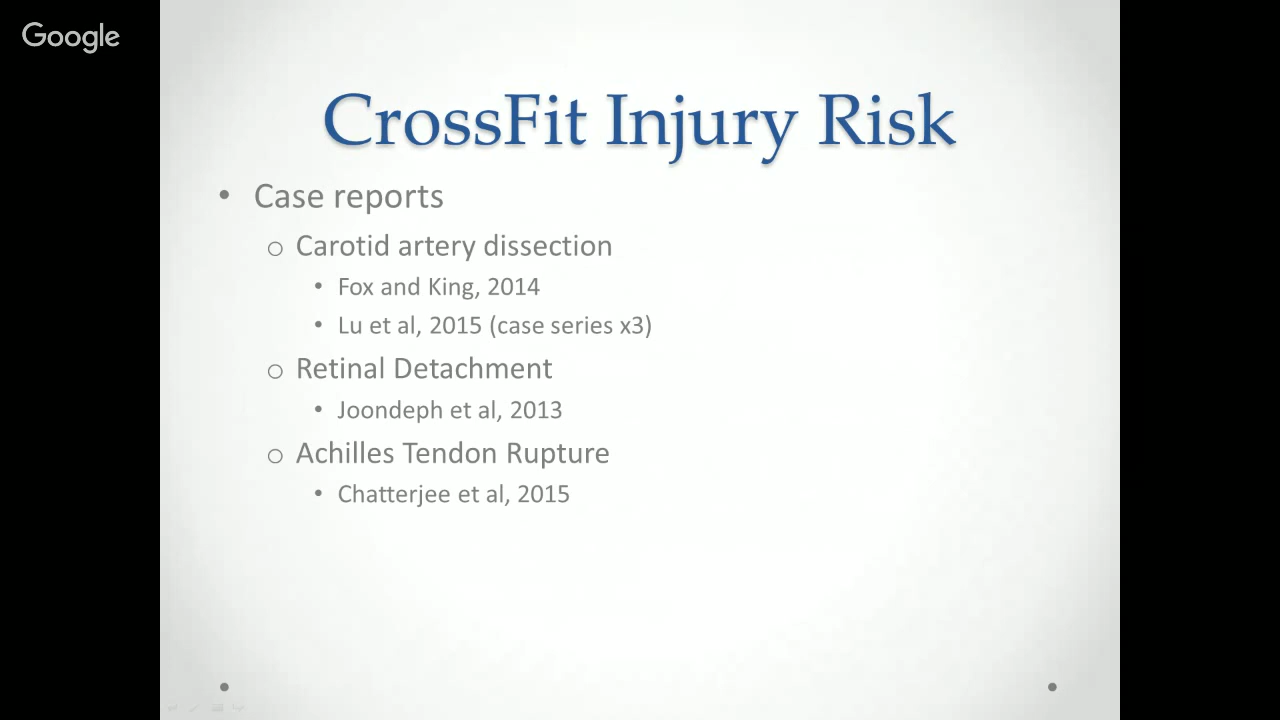 Google
CrossFit Injury Risk
• Case reports
o Carotid artery dissection
• Fox and King, 2014
• Lu et al, 2015 (case series x3)
o Retinal Detachment
• Joondeph et al, 2013
o Achilles Tendon Rupture
• Chatterjee et al, 2015